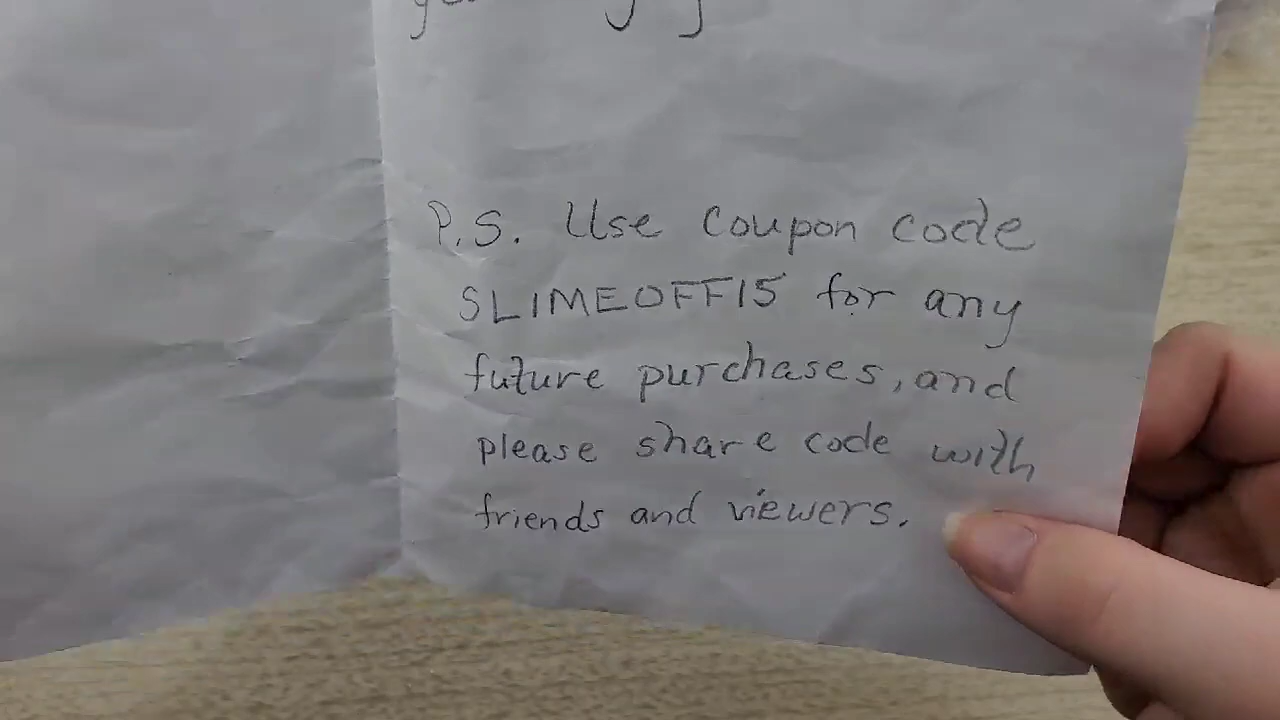 P.S. Use coupon code
SLIMEOFF15 for any
future purchases, and
please share code with
friends and viewers.